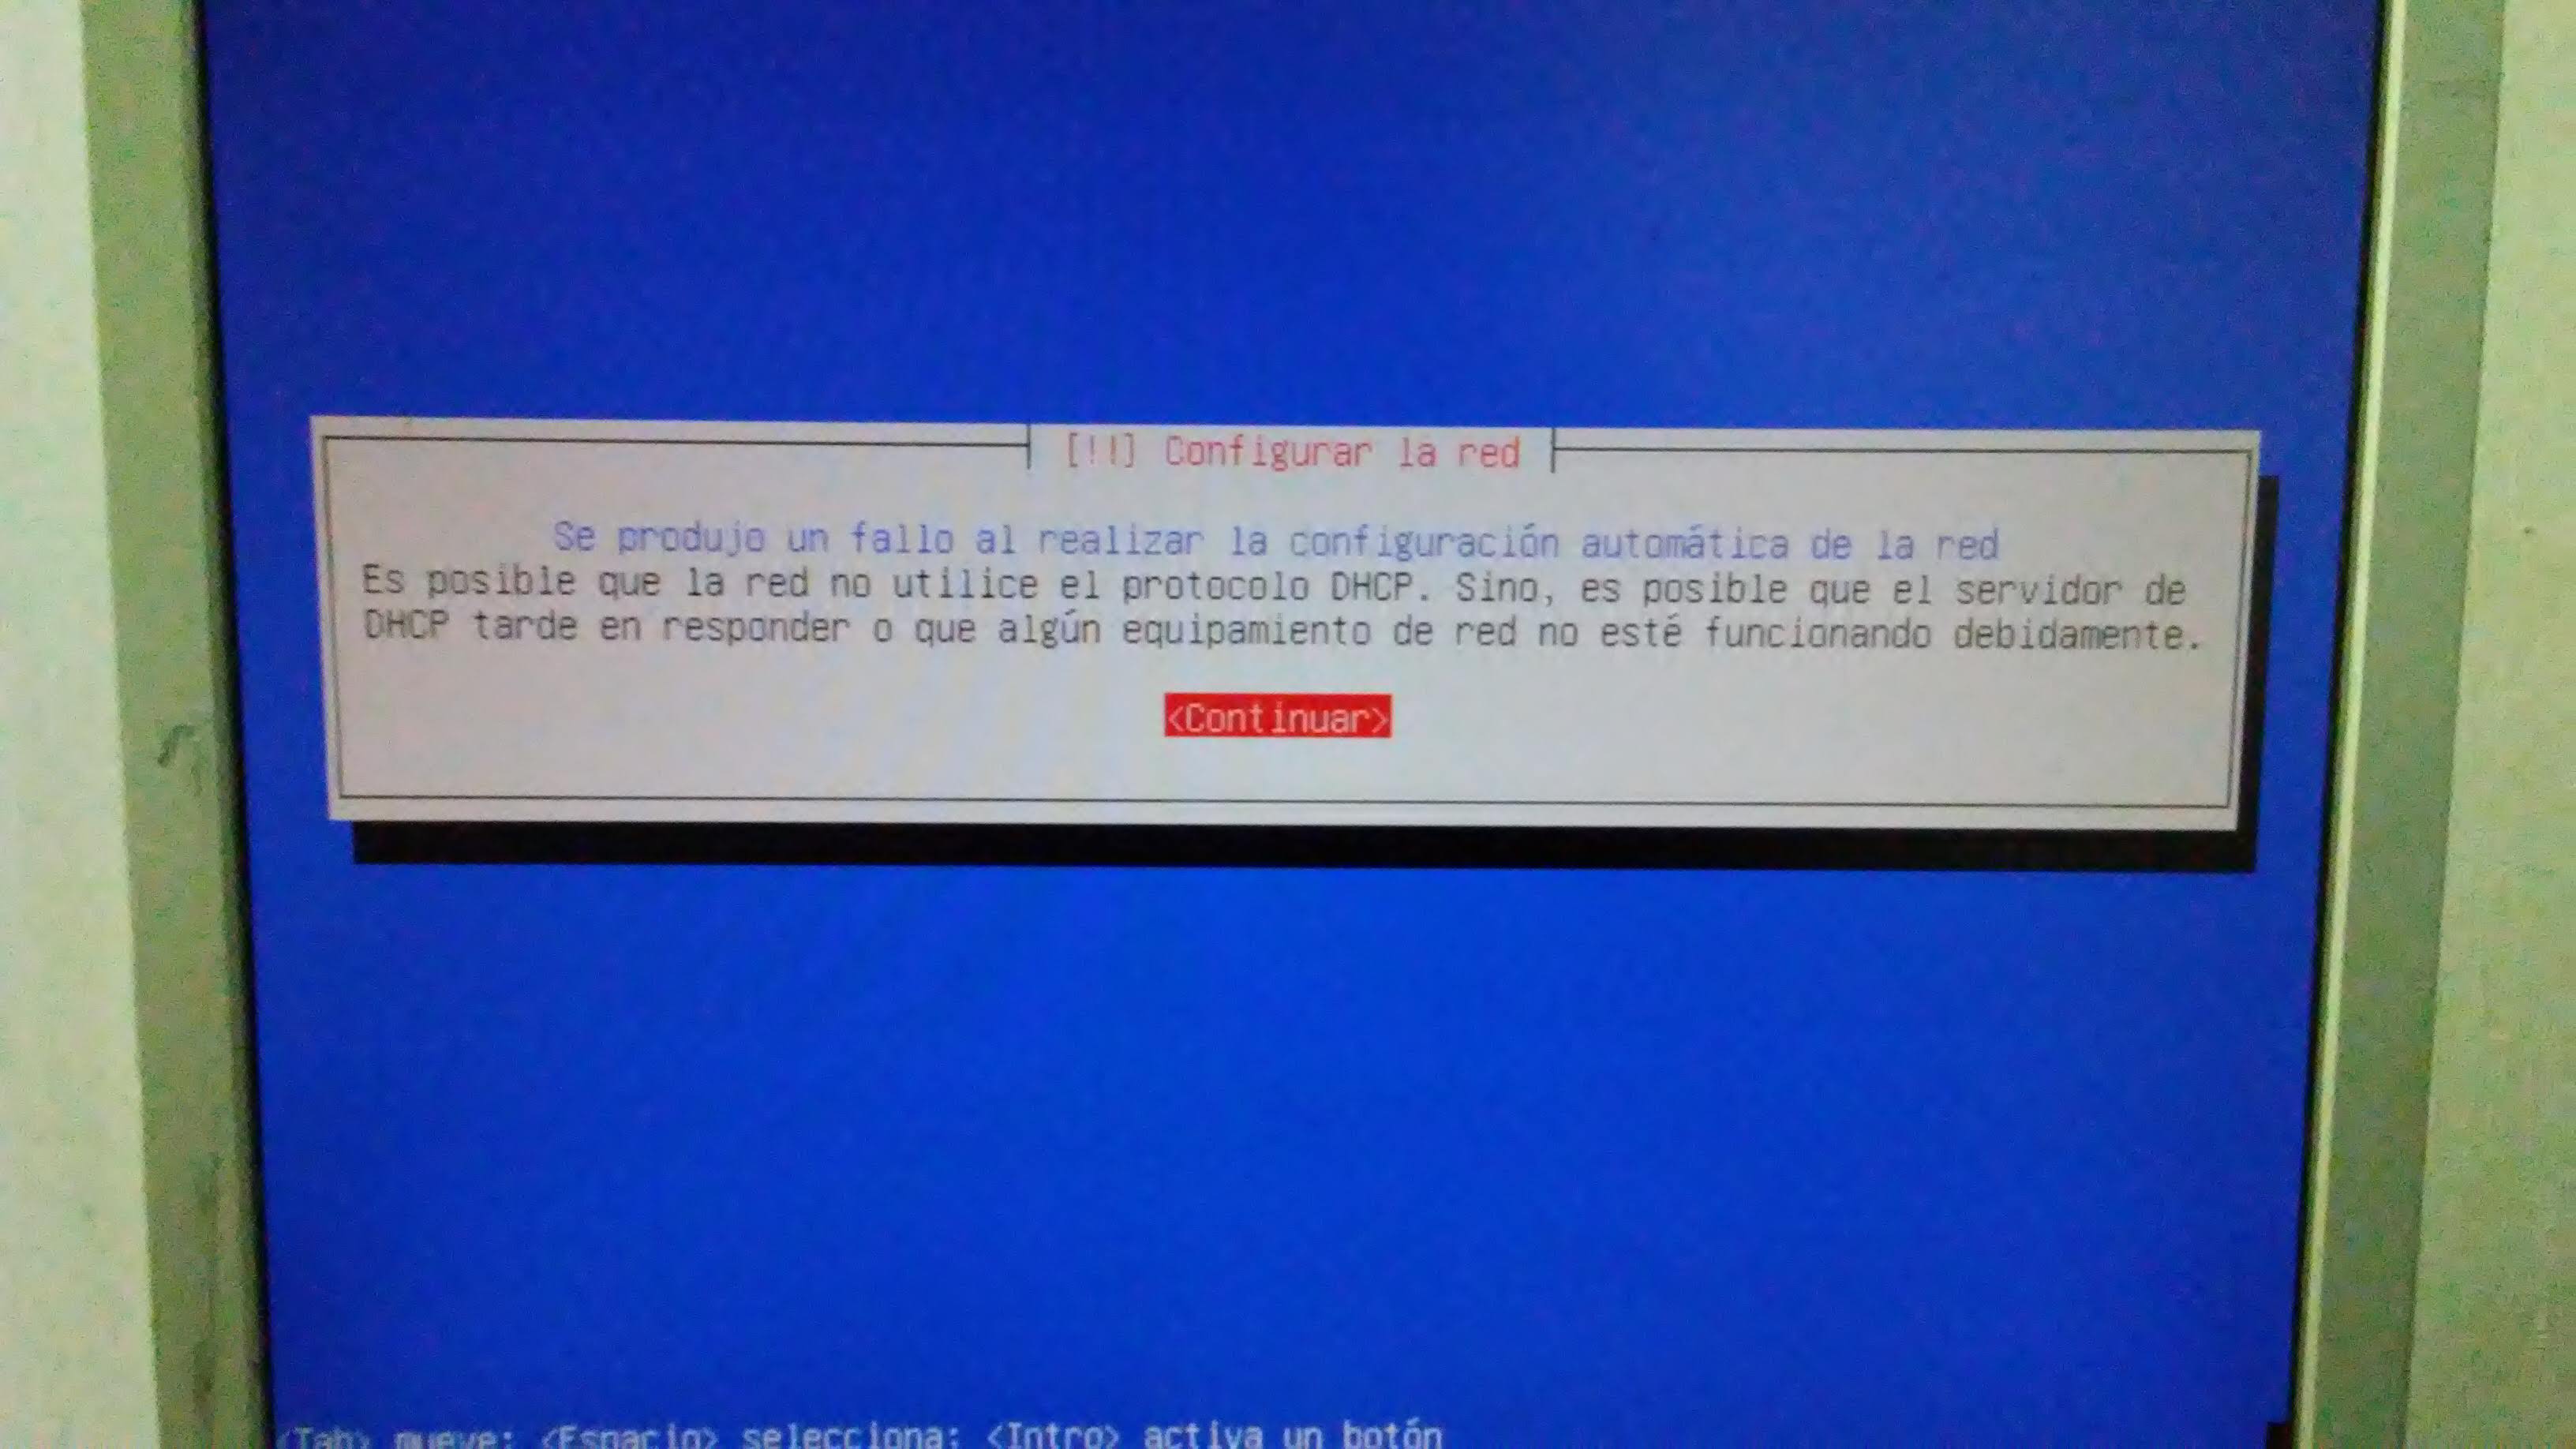 [!!] Configurar la red
Se produjo un fallo al realizar la configuración automática de la red
Es posible que la red no utilice el protocolo DHCP. Sino, es posible que el servidor de
DHCP tarde en responder o que algún equipamiento de red no esté funcionando debidamente.
<Continuar>
<Tab> mueve; <Espacio> selecciona; <Intro> activa un botón